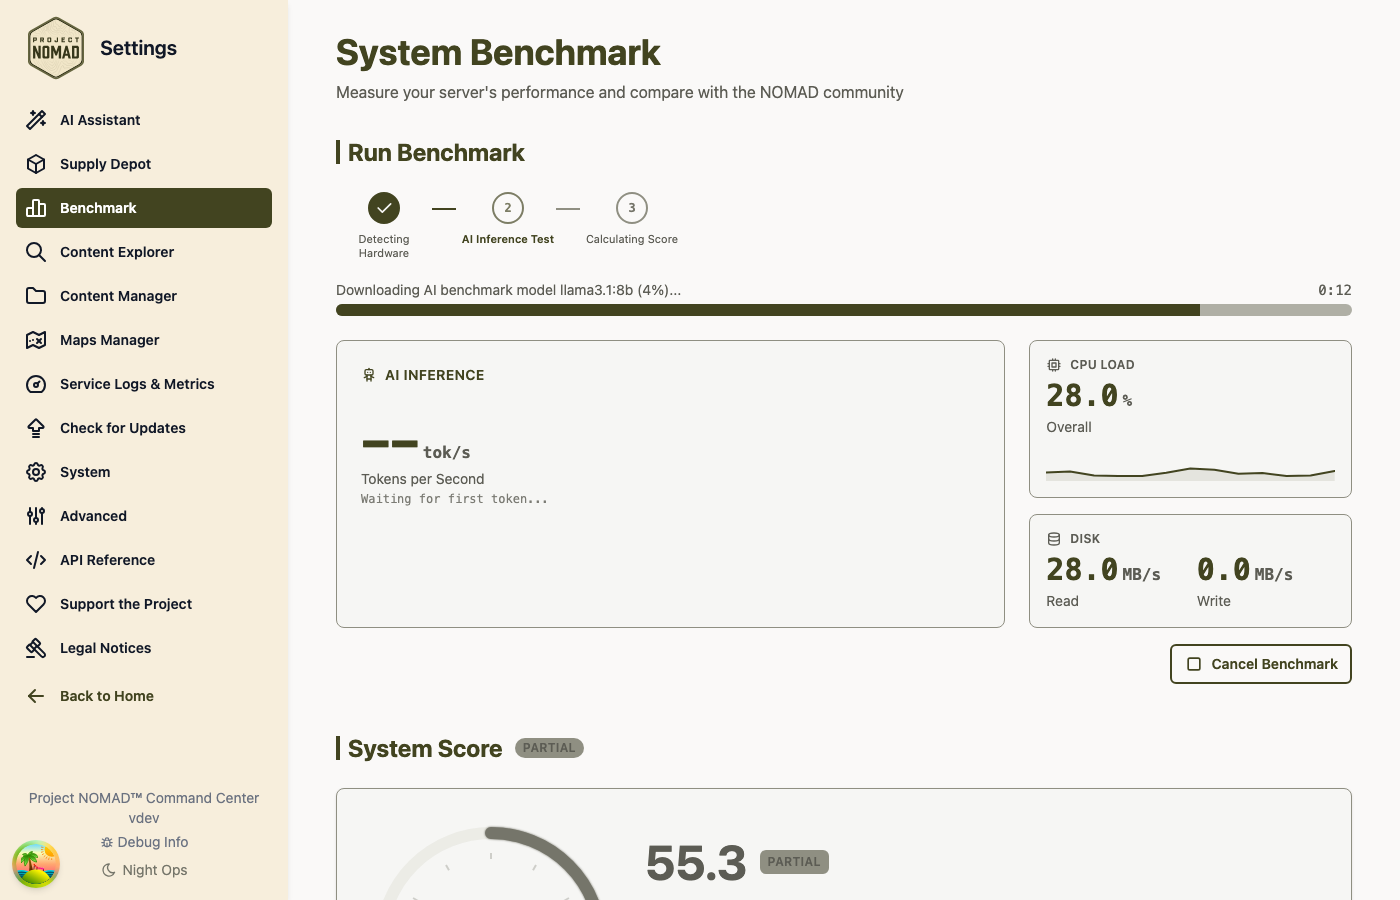 PROJECT
NOMAD
Settings
AI Assistant
Supply Depot
Benchmark
Content Explorer
Content Manager
Maps Manager
Service Logs & Metrics
Check for Updates
System
Advanced
API Reference
Support the Project
Legal Notices
Back to Home
Project NOMAD™ Command Center
vdev
Debug Info
Night Ops
System Benchmark
Measure your server's performance and compare with the NOMAD community
Run Benchmark
2
3
Detecting
Hardware
AI Inference Test
Calculating Score
Downloading AI benchmark model llama3.1:8b (4%)...
0:12
AI INFERENCE
—— tok/s
Tokens per Second
Waiting for first token...
CPU LOAD
28.0 %
Overall
DISK
28.0 MB/s 0.0 MB/s
Read Write
Cancel Benchmark
System Score PARTIAL
55.3 PARTIAL